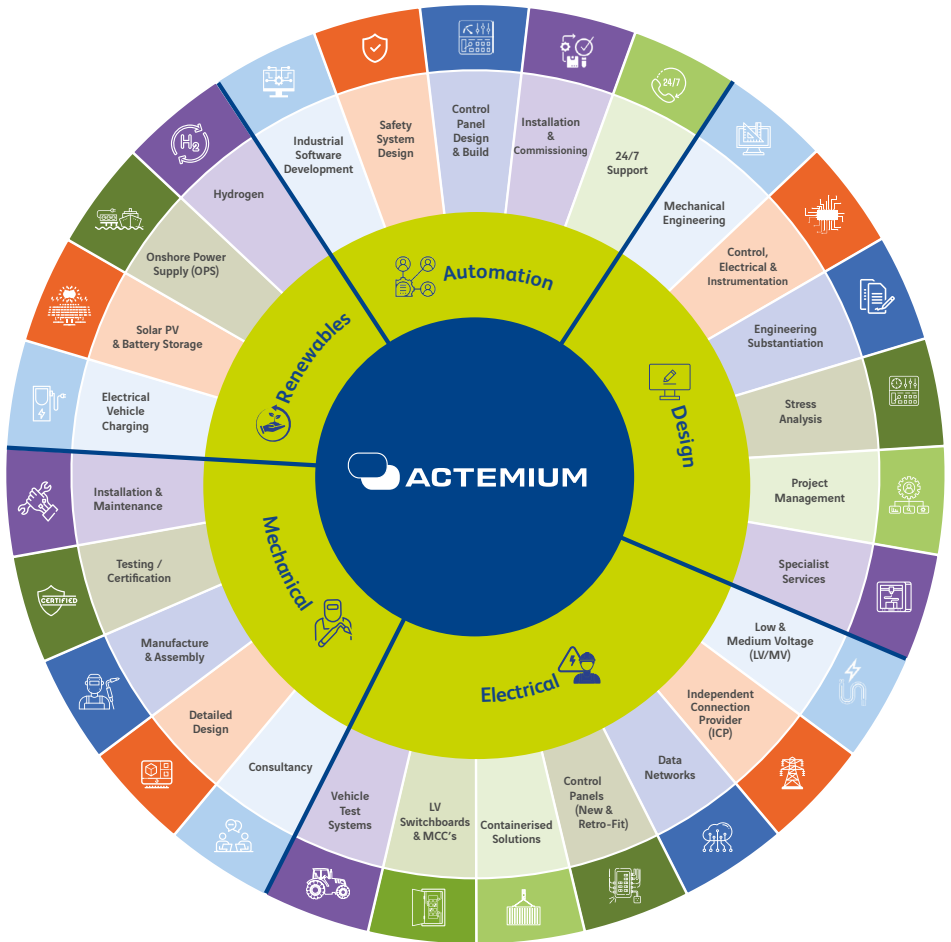 ACTEMIUM
Automation
Industrial
Software
Development
Safety
System
Design
Control
Panel
Design
& Build
Installation
&
Commissioning
24/7
24/7
Support
Design
Mechanical
Engineering
Control,
Electrical &
Instrumentation
Engineering
Substantiation
Stress
Analysis
Project
Management
Specialist
Services
Electrical
Low &
Medium Voltage
(LV/MV)
Independent
Connection
Provider
(ICP)
Data
Networks
Control
Panels
(New &
Retro-Fit)
Containerised
Solutions
LV
Switchboards
& MCC's
Vehicle
Test
Systems
Mechanical
Consultancy
Detailed
Design
Manufacture
& Assembly
Testing /
Certification
CERTIFIED
Installation &
Maintenance
Renewables
Electrical
Vehicle
Charging
Solar PV
& Battery Storage
Onshore Power
Supply (OPS)
Hydrogen
H2